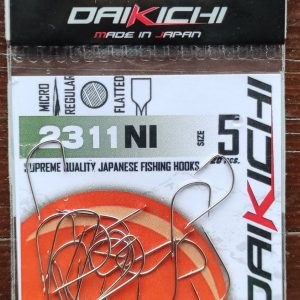 DAIKICHI
MADE IN JAPAN
MICRO
REGULAR
FLATTED
2311 NI
SIZE
5
20 PCS.
SUPREME QUALITY JAPANESE FISHING HOOKS
DAIKICHI